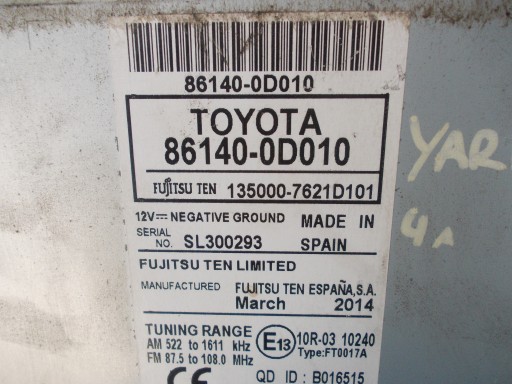 86140-0D010
TOYOTA
86140-0D010
FUJITSU TEN 135000-7621D101
12V NEGATIVE GROUND
SERIAL NO. SL300293
MADE IN SPAIN
FUJITSU TEN LIMITED
MANUFACTURED FUJITSU TEN ESPAÑA,S.A.
March 2014
TUNING RANGE
AM 522 to 1611 kHz
FM 87.5 to 108.0 MHz
E13 10R-03 10240
Type:FT0017A
CE QD ID : B016515
YAR